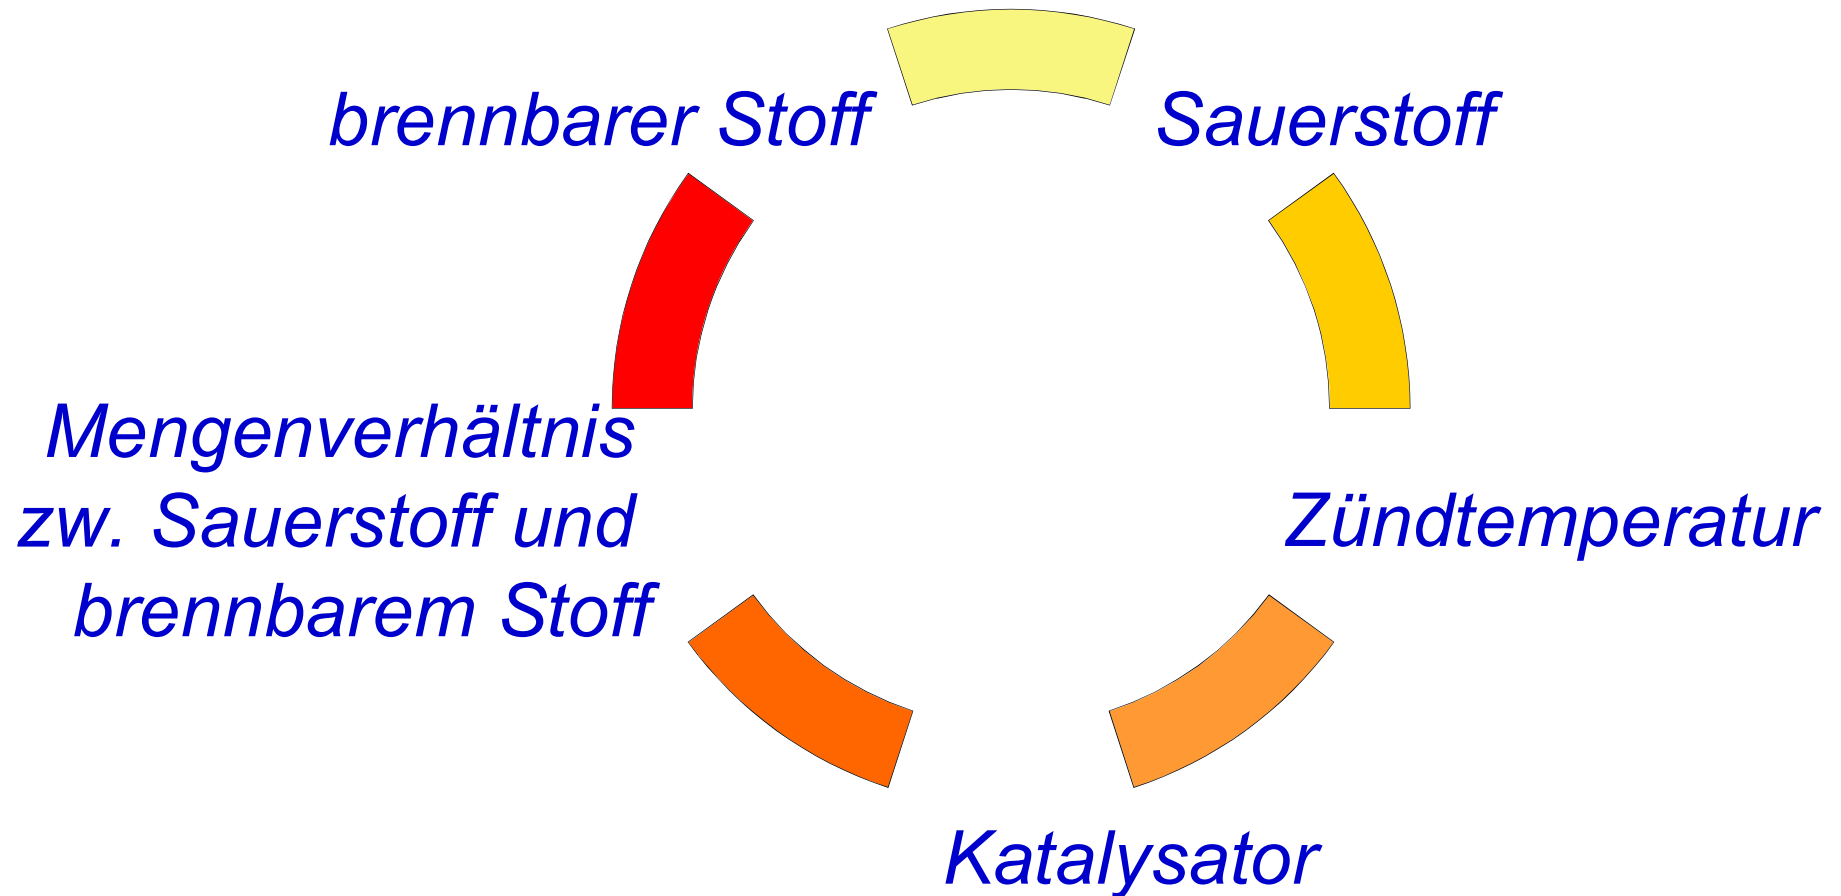 brennbarer Stoff
Sauerstoff
Mengenverhältnis
zw. Sauerstoff und
brennbarem Stoff
Zündtemperatur
Katalysator